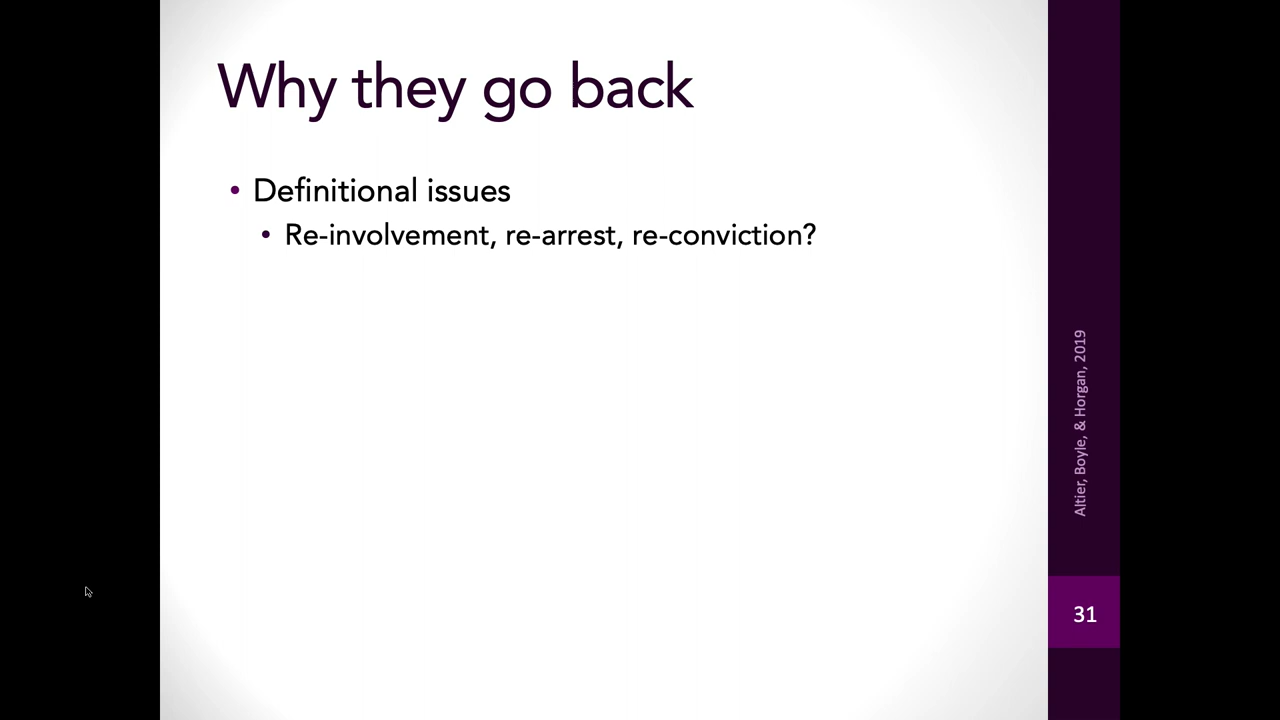 Why they go back
• Definitional issues
• Re-involvement, re-arrest, re-conviction?
Altier, Boyle, & Horgan, 2019
31